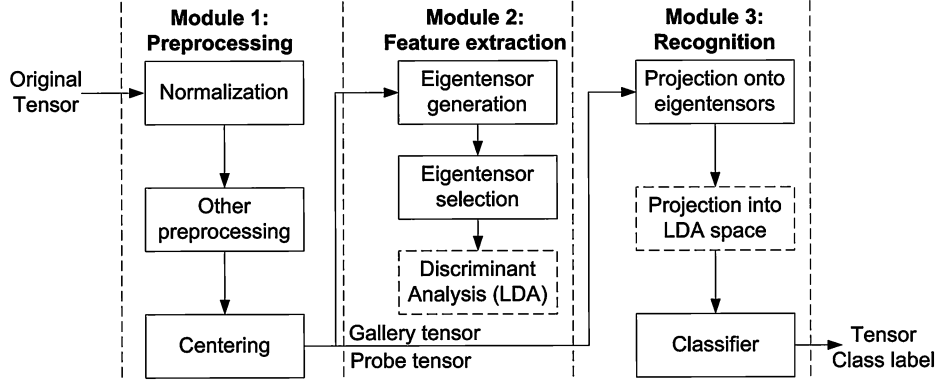 Module 1:
Preprocessing
Module 2:
Feature extraction
Module 3:
Recognition
Original
Tensor
Normalization
Other
preprocessing
Centering
Eigentensor
generation
Eigentensor
selection
Discriminant
Analysis (LDA)
Gallery tensor
Probe tensor
Projection onto
eigentensors
Projection into
LDA space
Classifier
Tensor
Class label